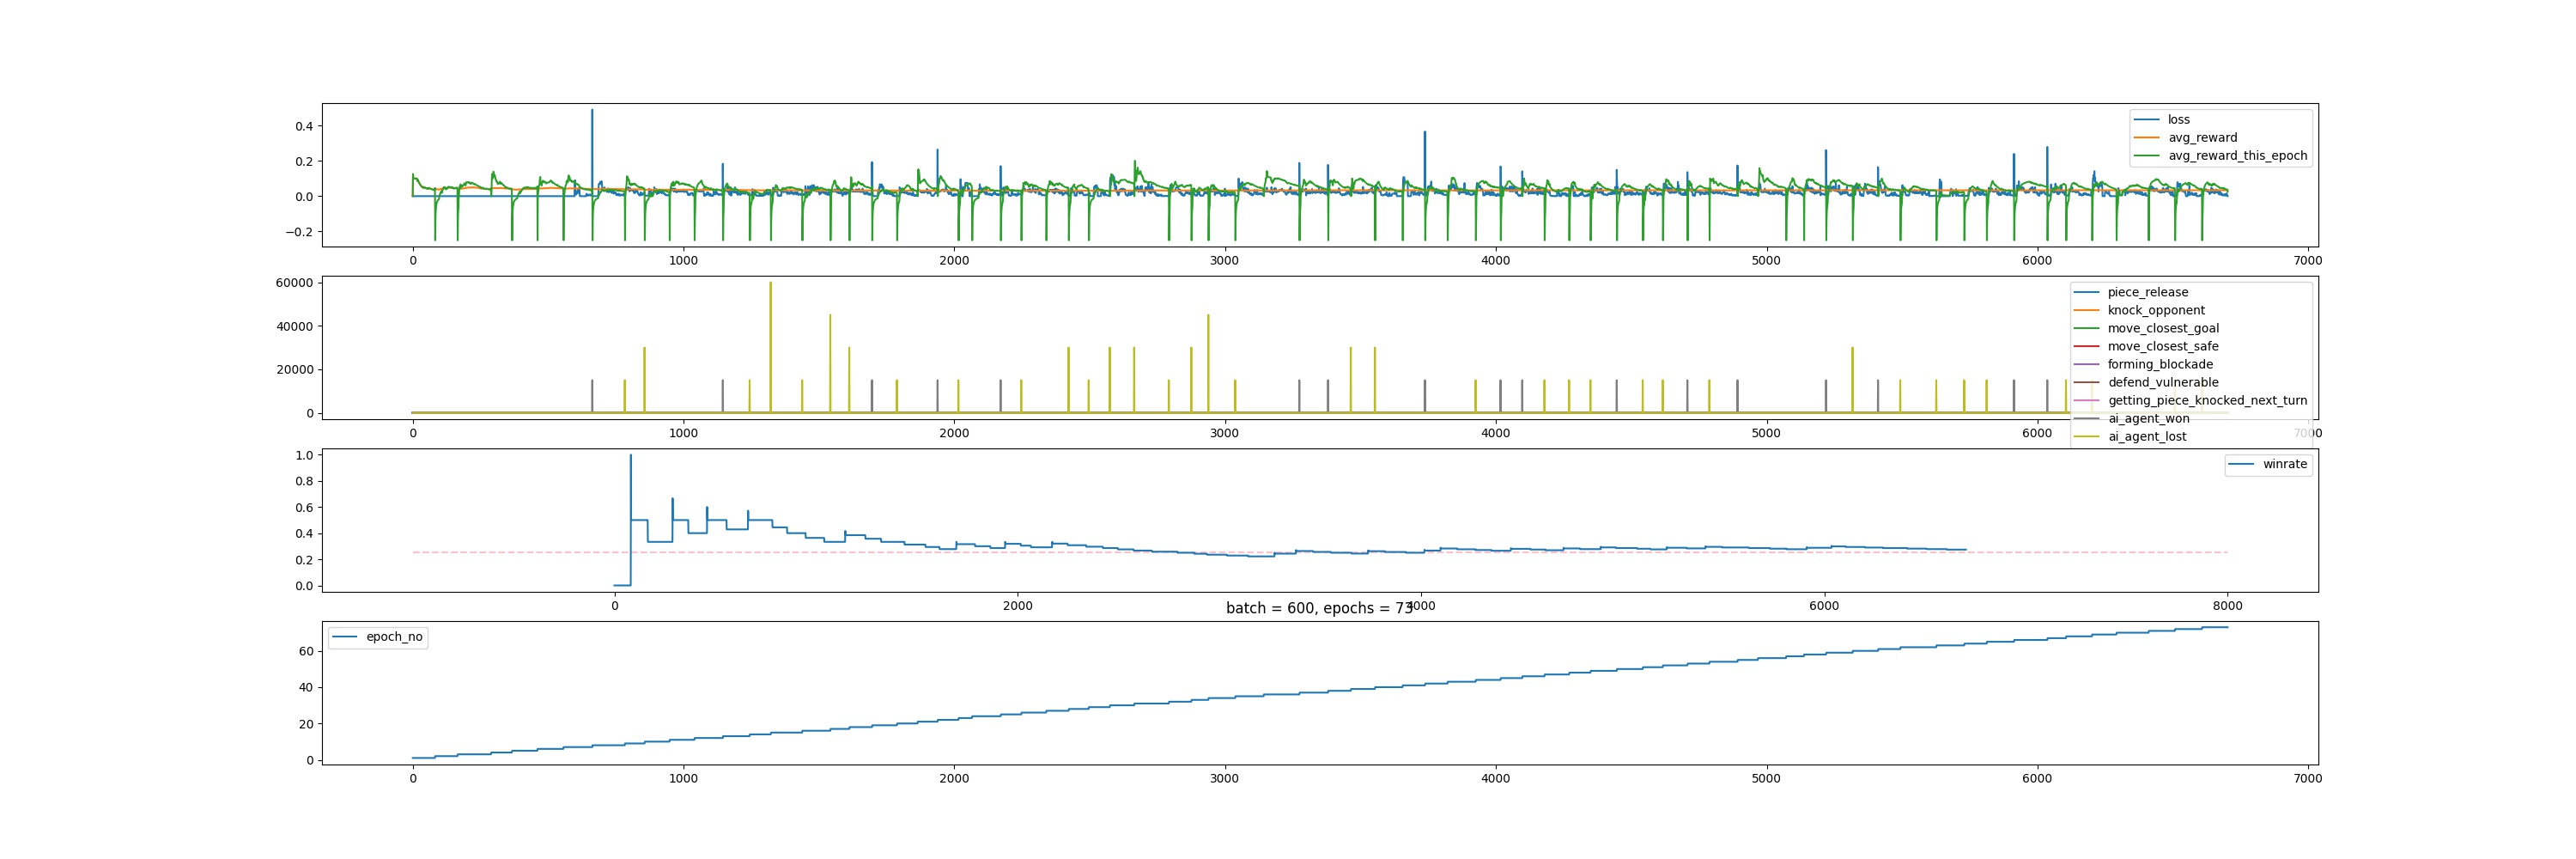 0.4
0.2
0.0
−0.2
loss
avg_reward
avg_reward_this_epoch
0 1000 2000 3000 4000 5000 6000 7000
60000
40000
20000
0
piece_release
knock_opponent
move_closest_goal
move_closest_safe
forming_blockade
defend_vulnerable
getting_piece_knocked_next_turn
ai_agent_won
ai_agent_lost
0 1000 2000 3000 4000 5000 6000 7000
1.0
0.8
0.6
0.4
0.2
0.0
winrate
0 2000 4000 6000 8000
batch = 600, epochs = 73
epoch_no
60
40
20
0
0 1000 2000 3000 4000 5000 6000 7000